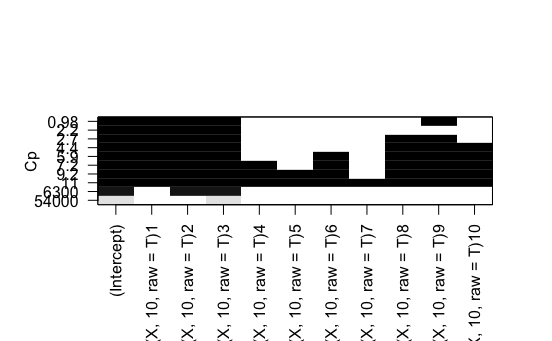 Cp
0.98
2.2
2.7
4.4
5.9
7.2
9.2
11
6300
54000
(Intercept)
(X, 10, raw = T)1
(X, 10, raw = T)2
(X, 10, raw = T)3
(X, 10, raw = T)4
(X, 10, raw = T)5
(X, 10, raw = T)6
(X, 10, raw = T)7
(X, 10, raw = T)8
(X, 10, raw = T)9
X, 10, raw = T)10